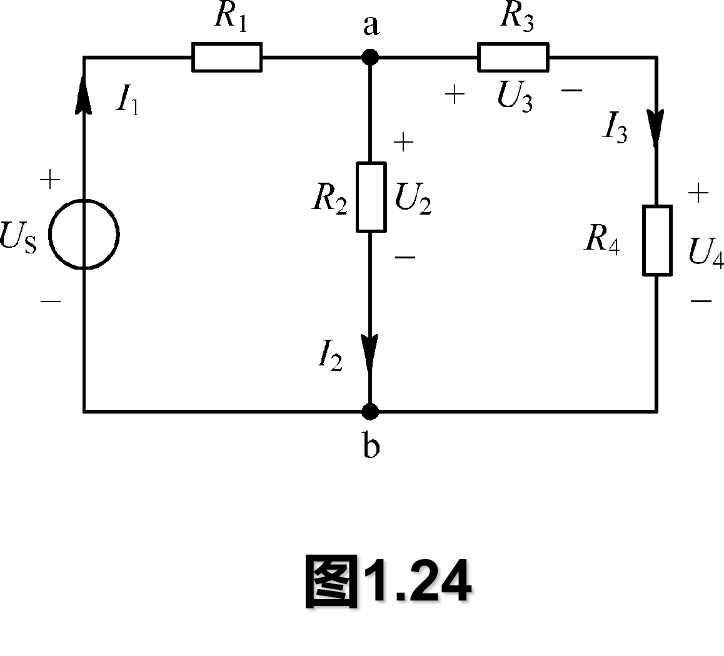 R1 a R3
I1 + U3 −
I3
+ + +
R2 U2
US R4 U4
− − −
I2
b
图1.24